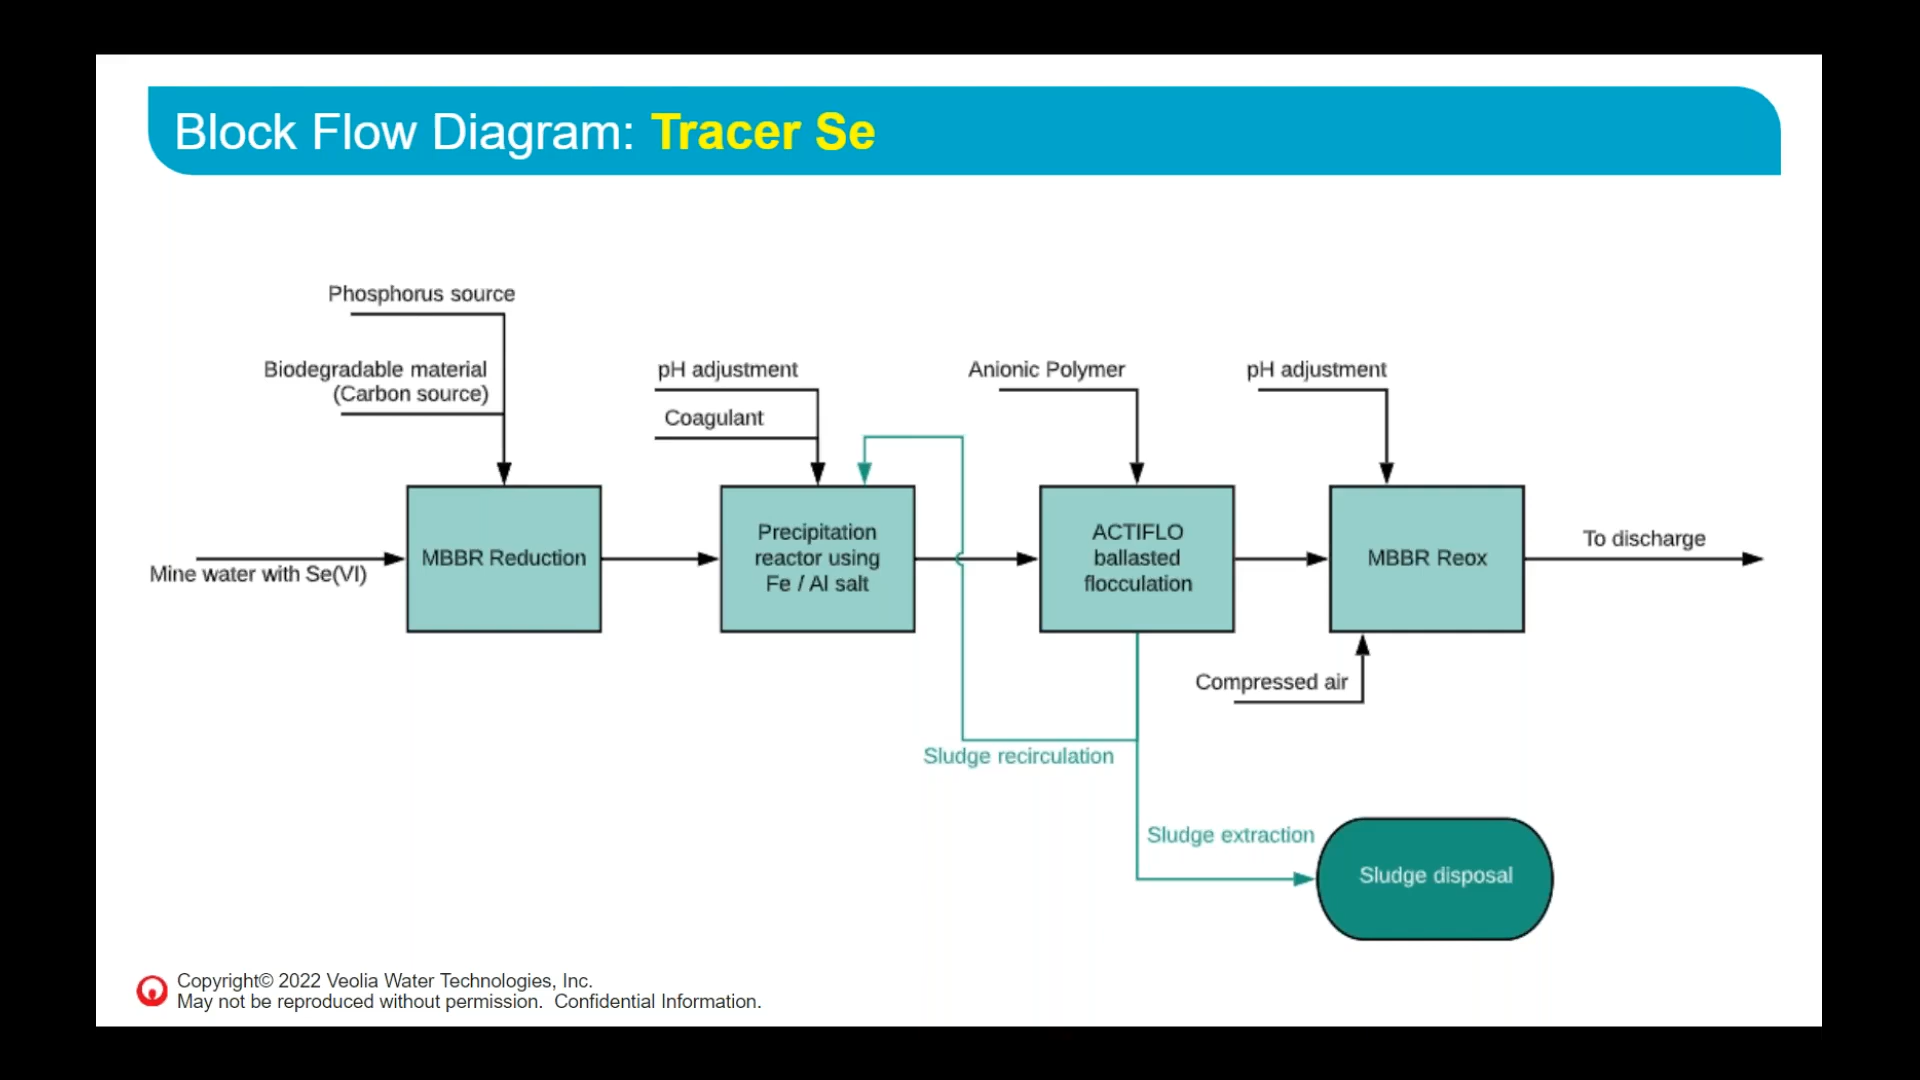 Block Flow Diagram: Tracer Se
Phosphorus source
Biodegradable material
(Carbon source)
pH adjustment
Coagulant
Anionic Polymer
pH adjustment
Mine water with Se(VI)
MBBR Reduction
Precipitation
reactor using
Fe / Al salt
ACTIFLO
ballasted
flocculation
MBBR Reox
To discharge
Compressed air
Sludge recirculation
Sludge extraction
Sludge disposal
Copyright© 2022 Veolia Water Technologies, Inc.
May not be reproduced without permission.  Confidential Information.